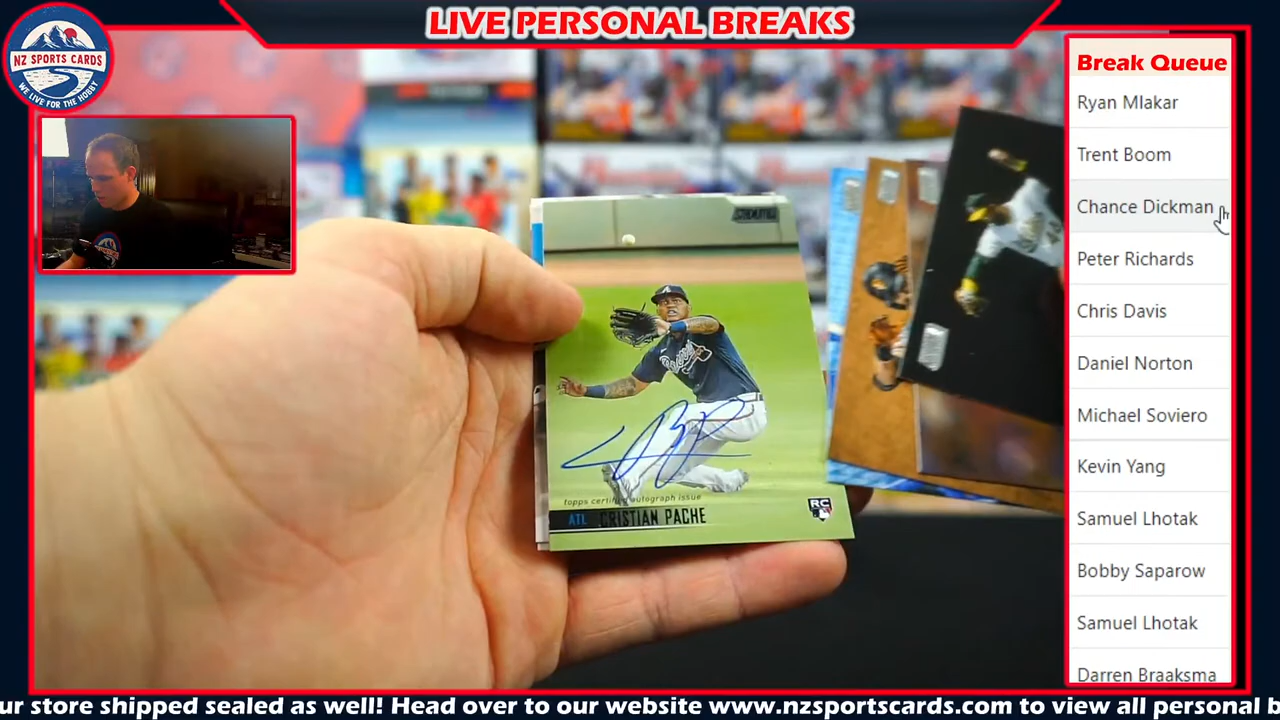 LIVE PERSONAL BREAKS
NZ SPORTS CARDS
WE LIVE FOR THE HOBBY
Break Queue
Ryan Mlakar
Trent Boom
Chance Dickman
Peter Richards
Chris Davis
Daniel Norton
Michael Soviero
Kevin Yang
Samuel Lhotak
Bobby Saparow
Samuel Lhotak
Darren Braaksma
Braves
topps certified autograph issue
ATL CRISTIAN PACHE
RC
ur store shipped sealed as well! Head over to our website www.nzsportscards.com to view all personal b